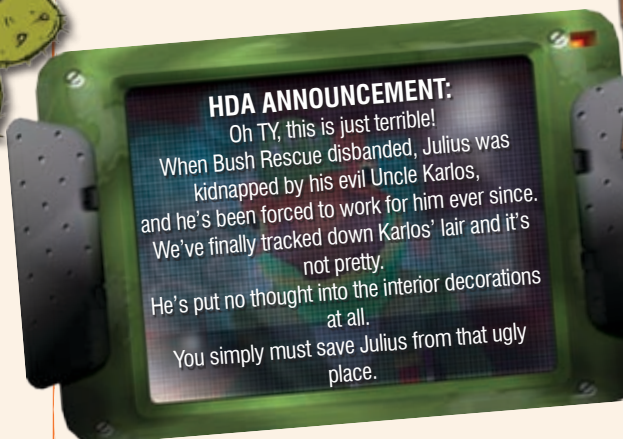 HDA ANNOUNCEMENT:
Oh TY, this is just terrible!
When Bush Rescue disbanded, Julius was
kidnapped by his evil Uncle Karlos,
and he's been forced to work for him ever since.
We've finally tracked down Karlos' lair and it's
not pretty.
He's put no thought into the interior decorations
at all.
You simply must save Julius from that ugly
place.